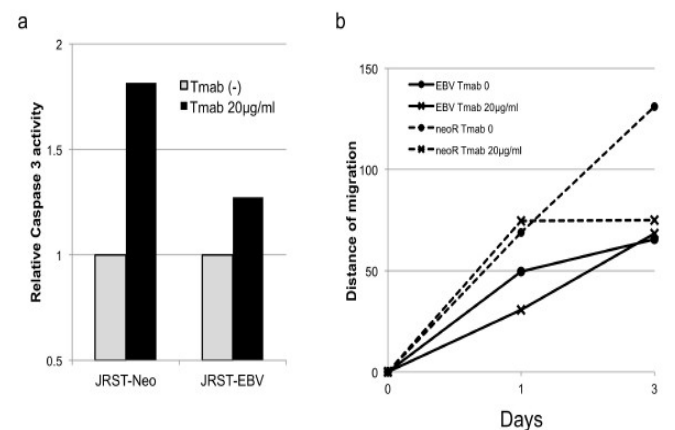 a
2
1.5
1
0.5
Relative Caspase 3 activity
Tmab (-)
Tmab 20µg/ml
JRST-Neo
JRST-EBV
b
150
100
50
0
Distance of migration
EBV Tmab 0
EBV Tmab 20µg/ml
neoR Tmab 0
neoR Tmab 20µg/ml
0
1
3
Days